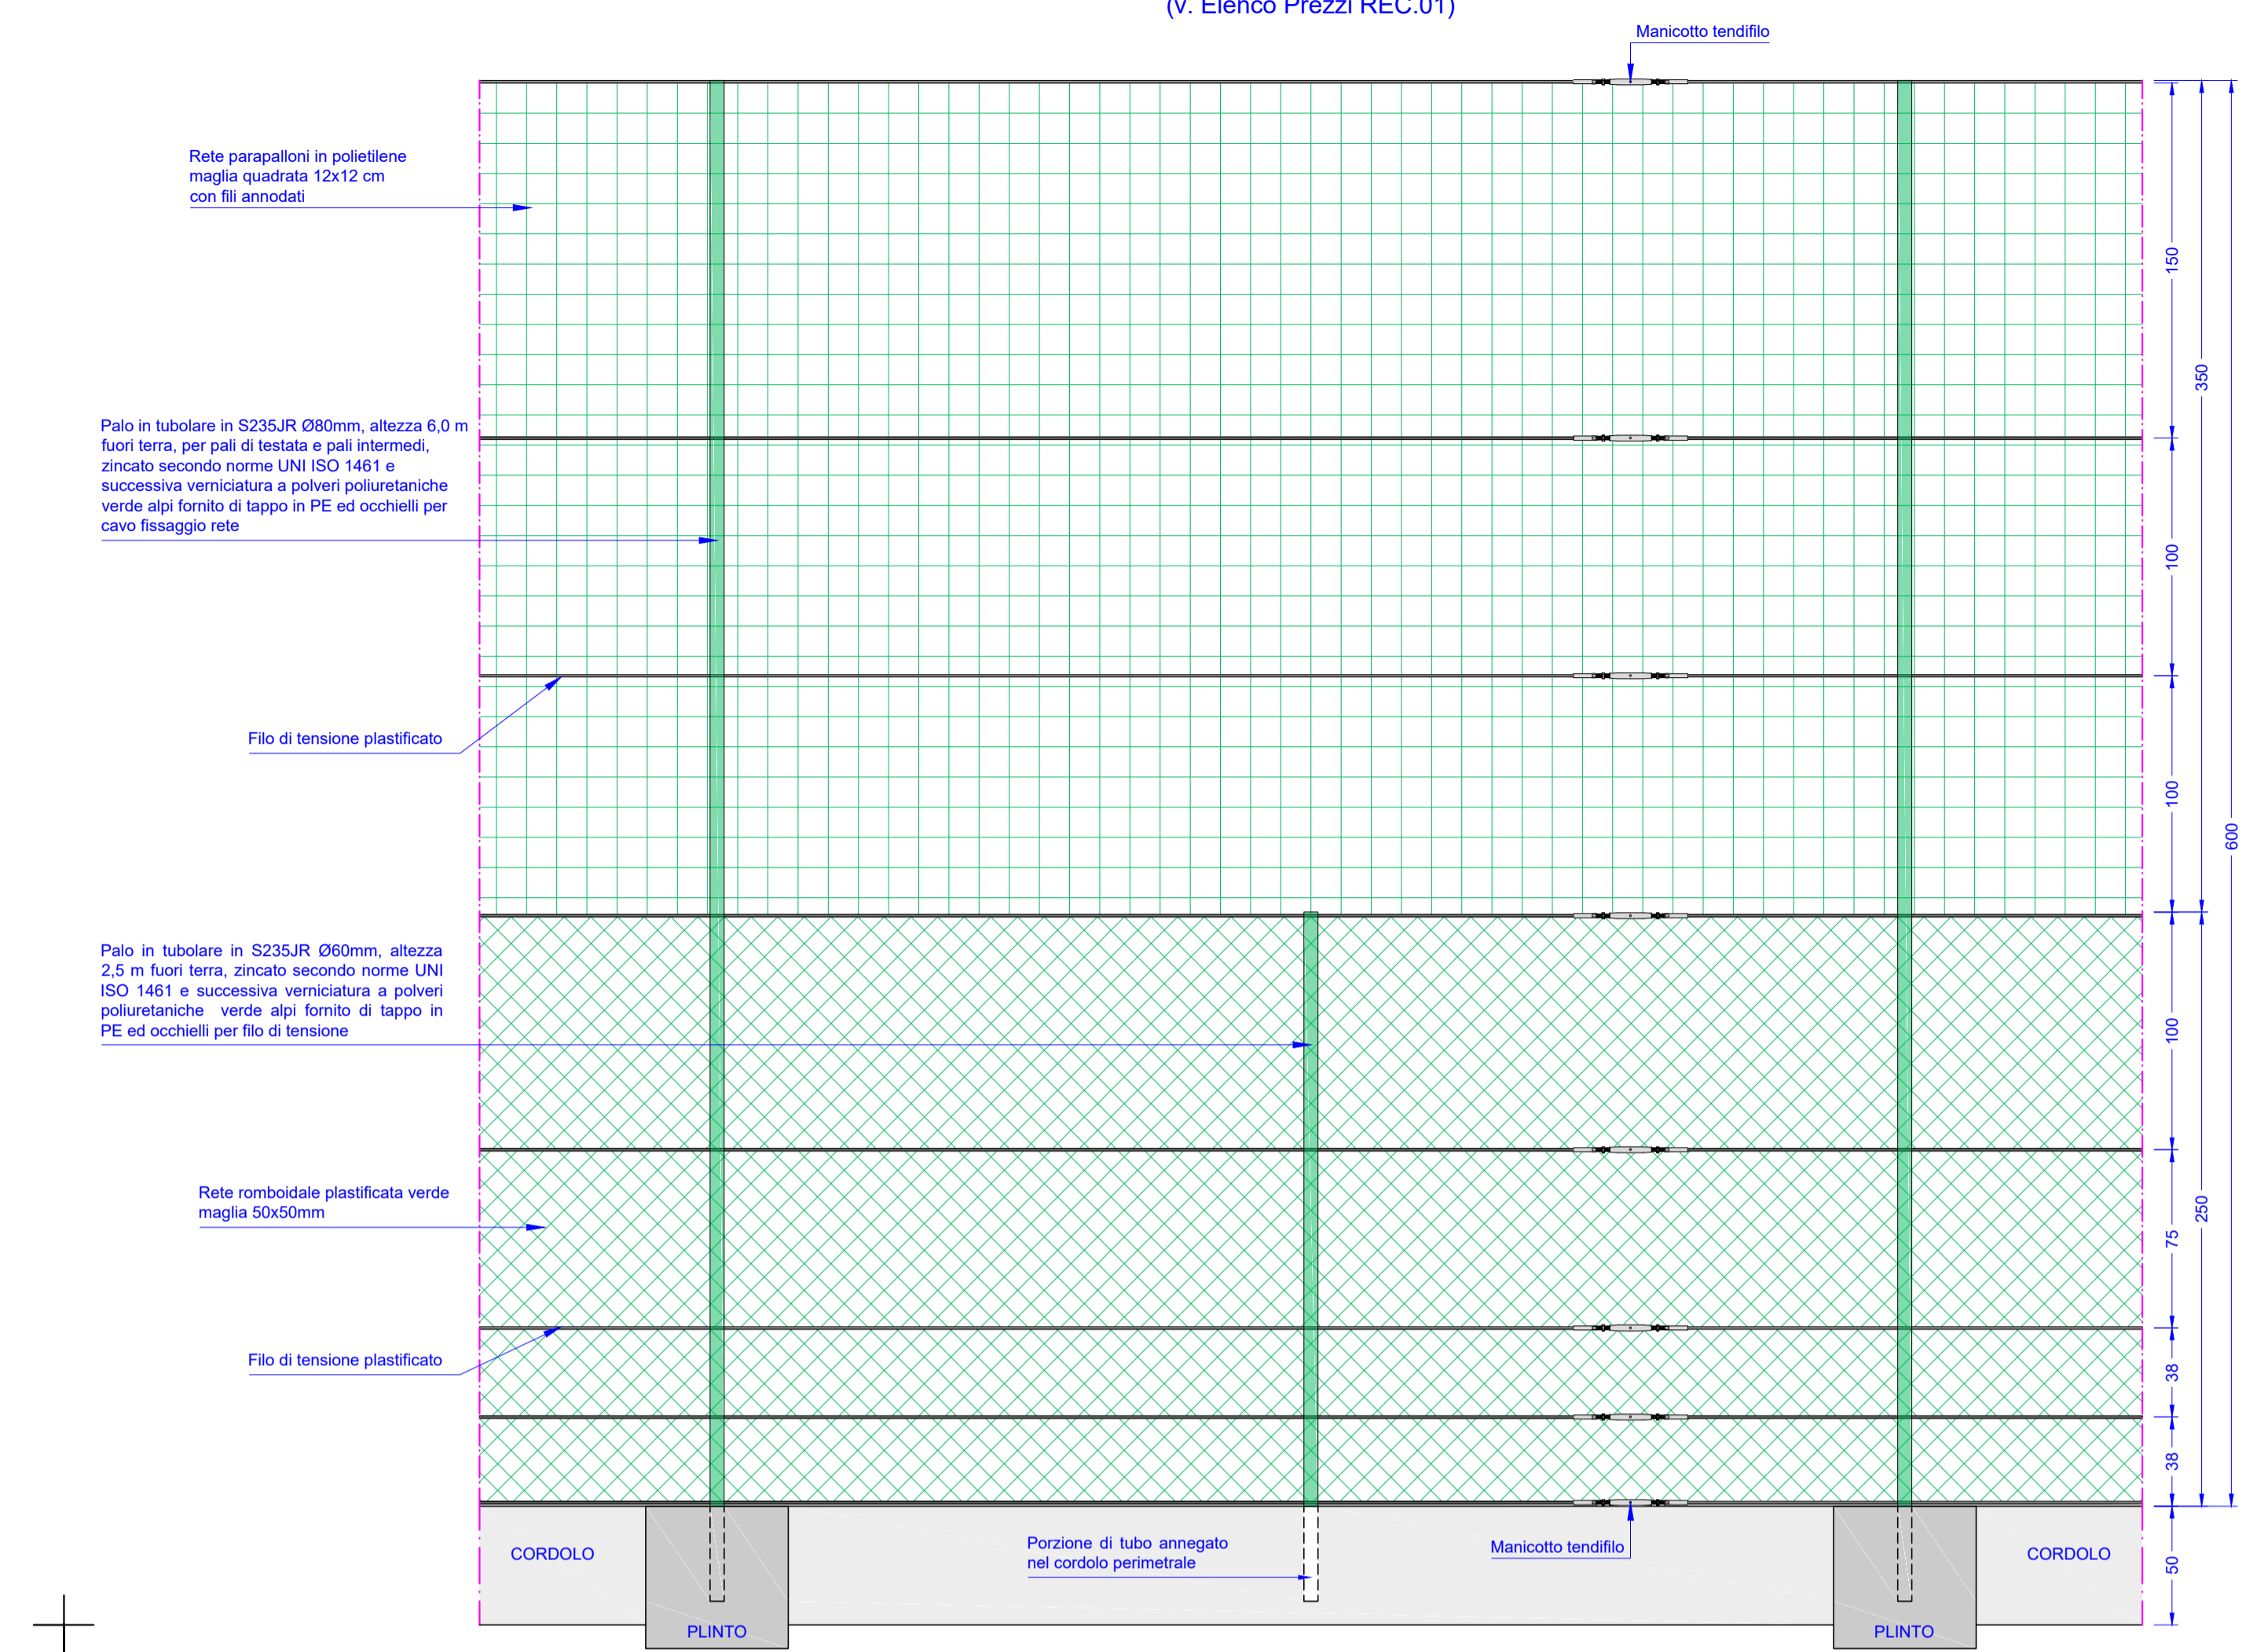 (v. Elenco Prezzi REC.01)
Manicotto tendifilo
Rete parapalloni in polietilene
maglia quadrata 12x12 cm
con fili annodati
150
350
Palo in tubolare in S235JR Ø80mm, altezza 6,0 m
fuori terra, per pali di testata e pali intermedi,
zincato secondo norme UNI ISO 1461 e
successiva verniciatura a polveri poliuretaniche
verde alpi fornito di tappo in PE ed occhielli per
cavo fissaggio rete
100
Filo di tensione plastificato
100
600
Palo in tubolare in S235JR Ø60mm, altezza
2,5 m fuori terra, zincato secondo norme UNI
ISO 1461 e successiva verniciatura a polveri
poliuretaniche verde alpi fornito di tappo in
PE ed occhielli per filo di tensione
100
Rete romboidale plastificata verde
maglia 50x50mm
250
75
Filo di tensione plastificato
38
38
CORDOLO
Porzione di tubo annegato
nel cordolo perimetrale
Manicotto tendifilo
CORDOLO
50
PLINTO
PLINTO